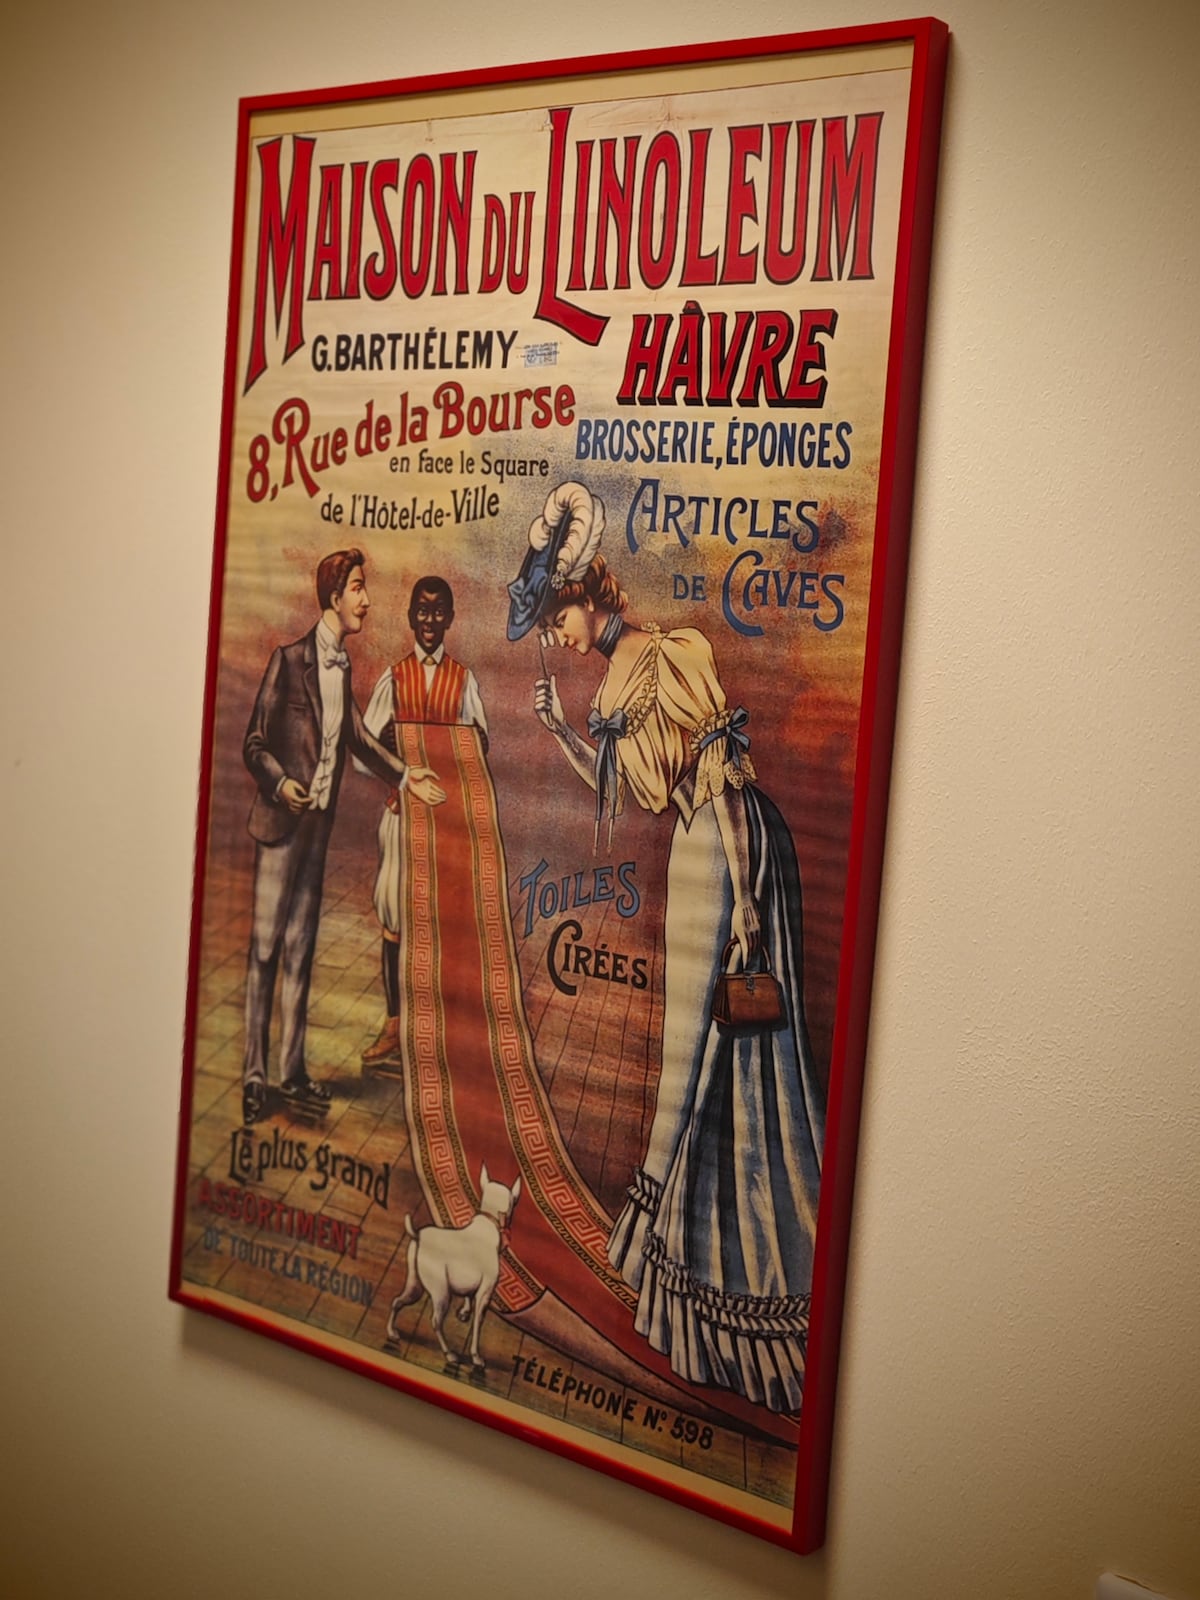 MAISON DU LINOLEUM
G. BARTHÉLEMY
HÂVRE
8, Rue de la Bourse
en face le Square
de l'Hôtel-de-Ville
BROSSERIE, ÉPONGES
ARTICLES
DE CAVES
TOILES
CIRÉES
Le plus grand
ASSORTIMENT
DE TOUTE LA RÉGION
TÉLÉPHONE N.º 598